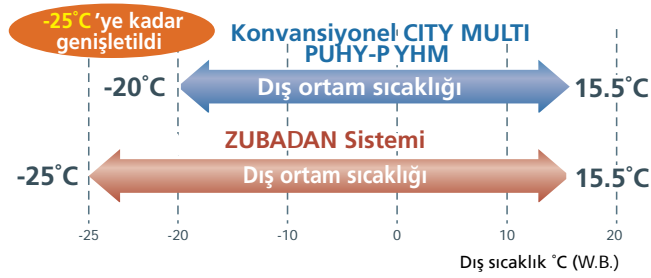 -25˚C'ye kadar
genişletildi
Konvansiyonel CITY MULTI
PUHY-P YHM
-20˚C
Dış ortam sıcaklığı
15.5˚C
ZUBADAN Sistemi
-25˚C
Dış ortam sıcaklığı
15.5˚C
-25 -20 -10 0 10 20
Dış sıcaklık ˚C (W.B.)